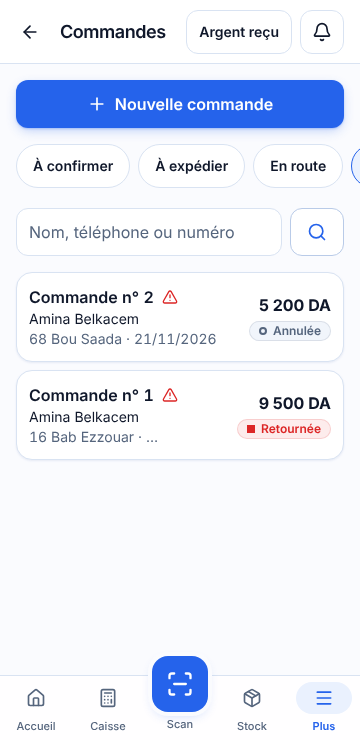 Commandes
Argent reçu
Nouvelle commande
À confirmer
À expédier
En route
Nom, téléphone ou numéro
Commande n° 2
Amina Belkacem
68 Bou Saada · 21/11/2026
5 200 DA
Annulée
Commande n° 1
Amina Belkacem
16 Bab Ezzouar · ...
9 500 DA
Retournée
Accueil
Caisse
Scan
Stock
Plus